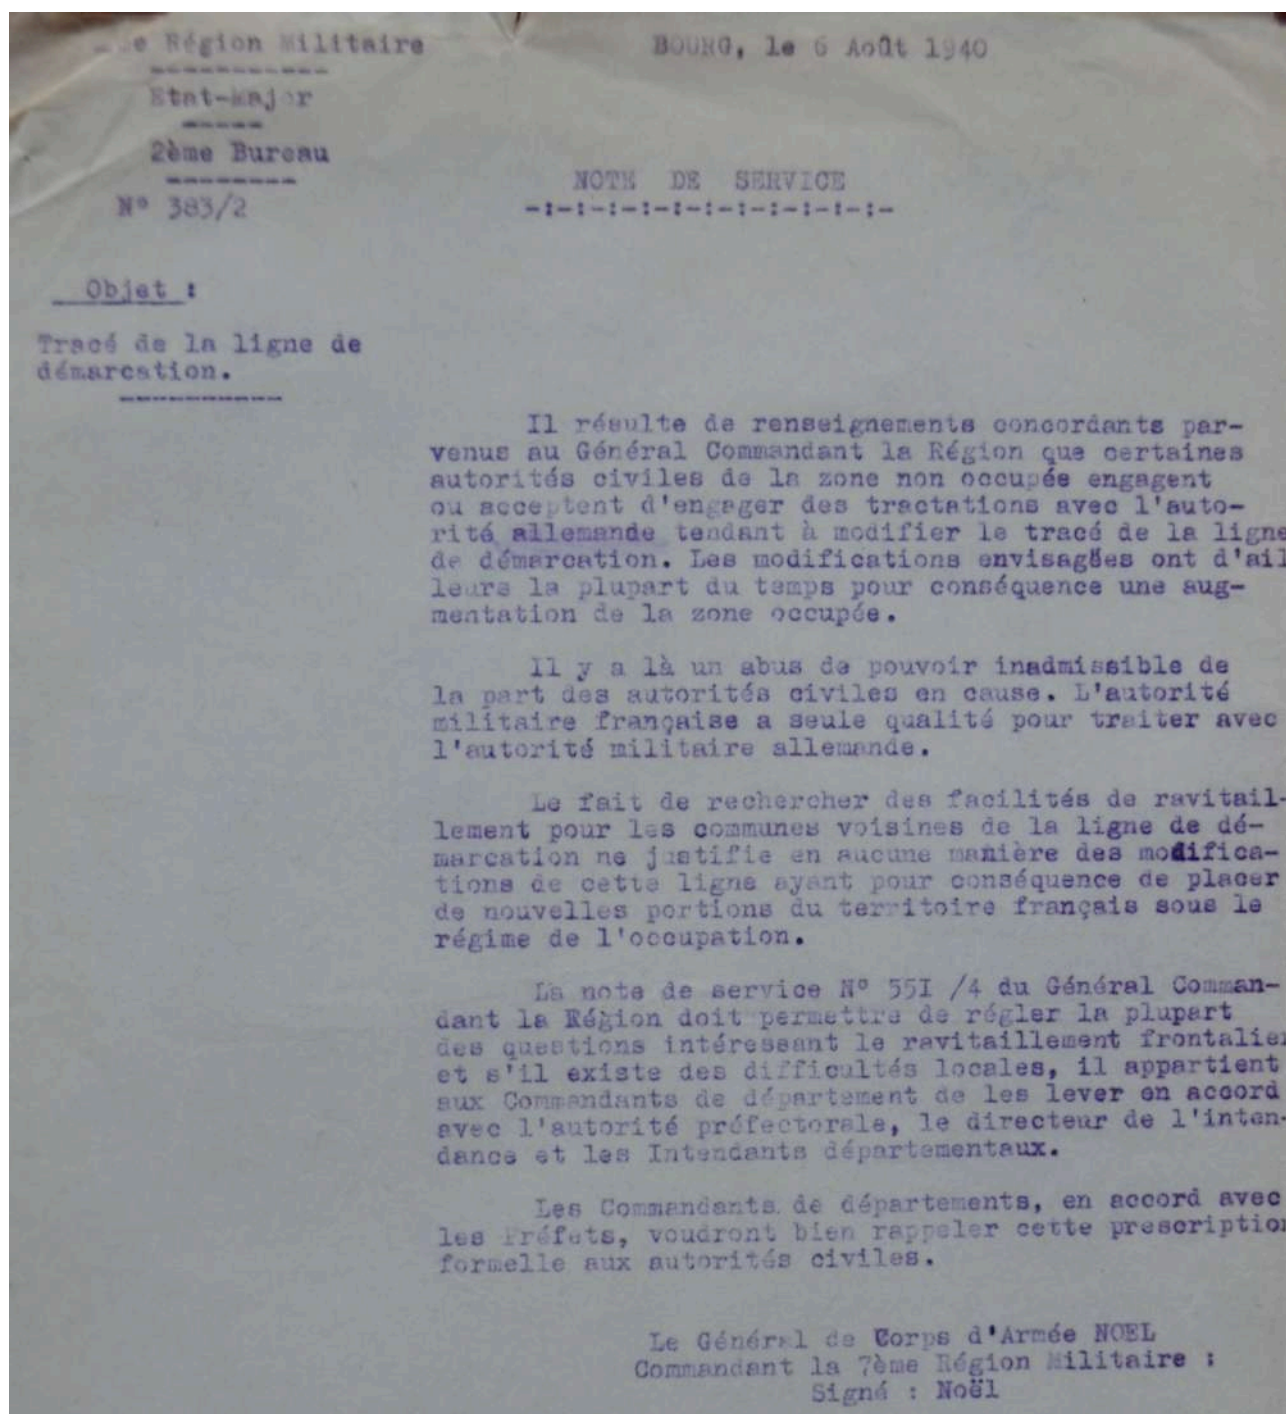 e Région Militaire
BOURG, le 6 Août 1940
-----------
Etat-Major
-----
2ème Bureau
--------
N° 383/2
NOTE DE SERVICE
-:-:-:-:-:-:-:-:-:-:-:-
Objet :
Tracé de la ligne de
démarcation.
-----------
Il résulte de renseignements concordants par-
venus au Général Commandant la Région que certaines
autorités civiles de la zone non occupée engagent
ou acceptent d'engager des tractations avec l'auto-
rité allemande tendant à modifier le tracé de la ligne
de démarcation. Les modifications envisagées ont d'ail
leurs la plupart du temps pour conséquence une aug-
mentation de la zone occupée.
Il y a là un abus de pouvoir inadmissible de
la part des autorités civiles en cause. L'autorité
militaire française a seule qualité pour traiter avec
l'autorité militaire allemande.
Le fait de rechercher des facilités de ravitail-
lement pour les communes voisines de la ligne de dé-
marcation ne justifie en aucune manière des modifica-
tions de cette ligne ayant pour conséquence de placer
de nouvelles portions du territoire français sous le
régime de l'occupation.
La note de service N° 55I /4 du Général Comman-
dant la Région doit permettre de régler la plupart
des questions intéressant le ravitaillement frontalier
et s'il existe des difficultés locales, il appartient
aux Commandants de département de les lever en accord
avec l'autorité préfectorale, le directeur de l'inten-
dance et les Intendants départementaux.
Les Commandants de départements, en accord avec
les Préfets, voudront bien rappeler cette prescription
formelle aux autorités civiles.
Le Général de Corps d'Armée NOEL
Commandant la 7ème Région Militaire :
Signé : Noël